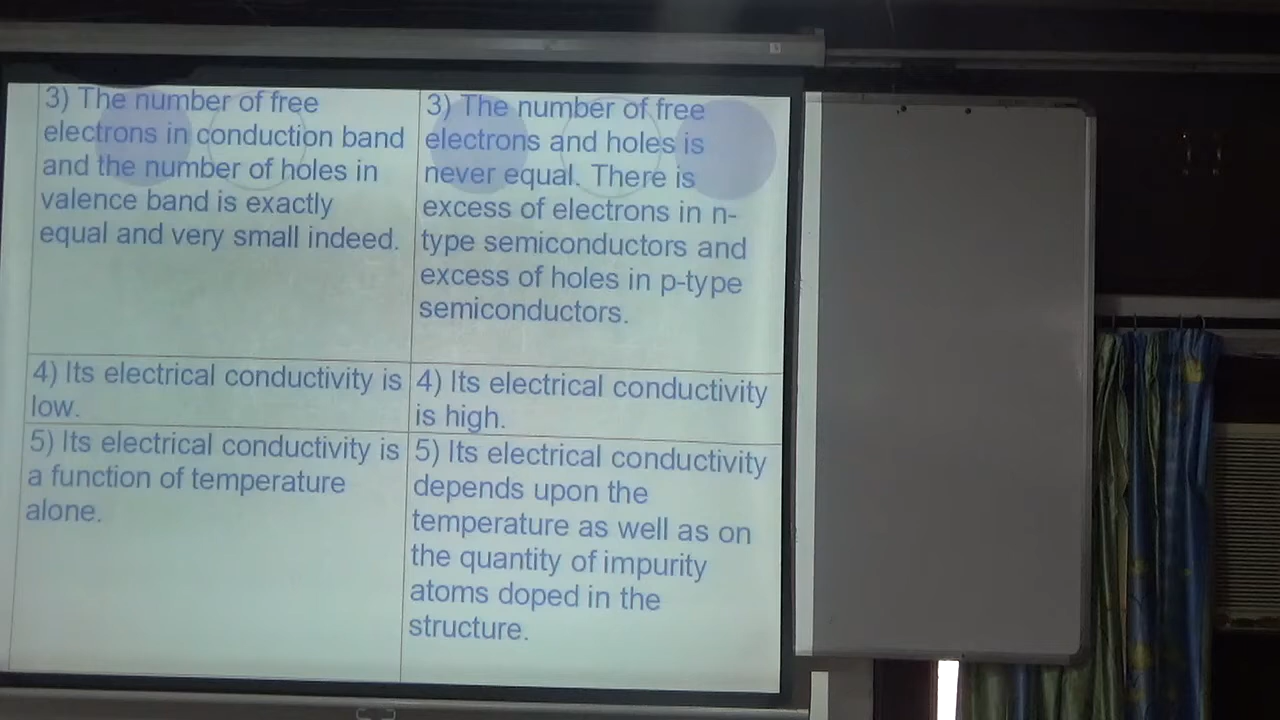 3) The number of free
electrons in conduction band
and the number of holes in
valence band is exactly
equal and very small indeed.
3) The number of free
electrons and holes is
never equal. There is
excess of electrons in n-
type semiconductors and
excess of holes in p-type
semiconductors.
4) Its electrical conductivity is
low.
4) Its electrical conductivity
is high.
5) Its electrical conductivity is
a function of temperature
alone.
5) Its electrical conductivity
depends upon the
temperature as well as on
the quantity of impurity
atoms doped in the
structure.